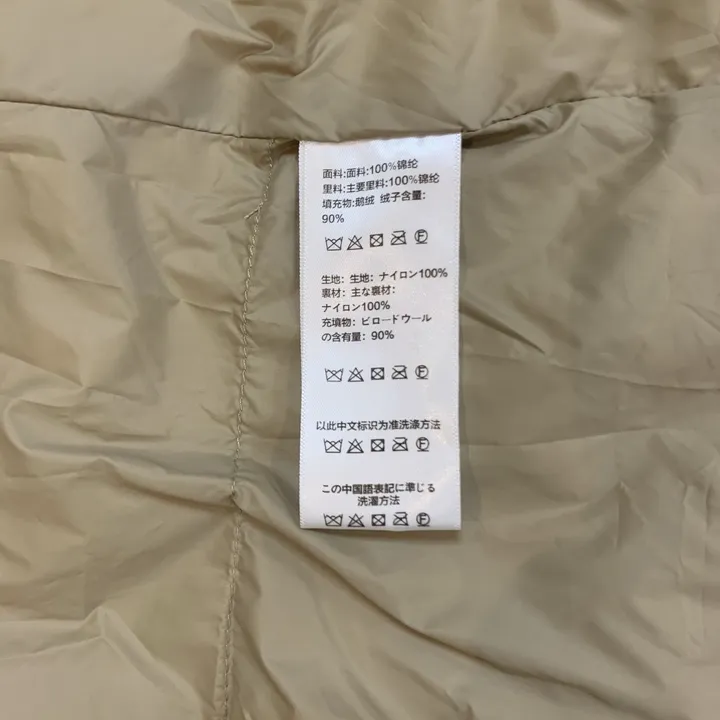 面料:面料:100%锦纶
里料:主要里料:100%锦纶
填充物:鹅绒 绒子含量:
90%
Ⓕ
生地: 生地: ナイロン100%
裏材: 主な裏材:
ナイロン100%
充填物: ビロードウール
の含有量: 90%
Ⓕ
以此中文标识为准洗涤方法
Ⓕ
この中国語表記に準じる
洗濯方法
Ⓕ